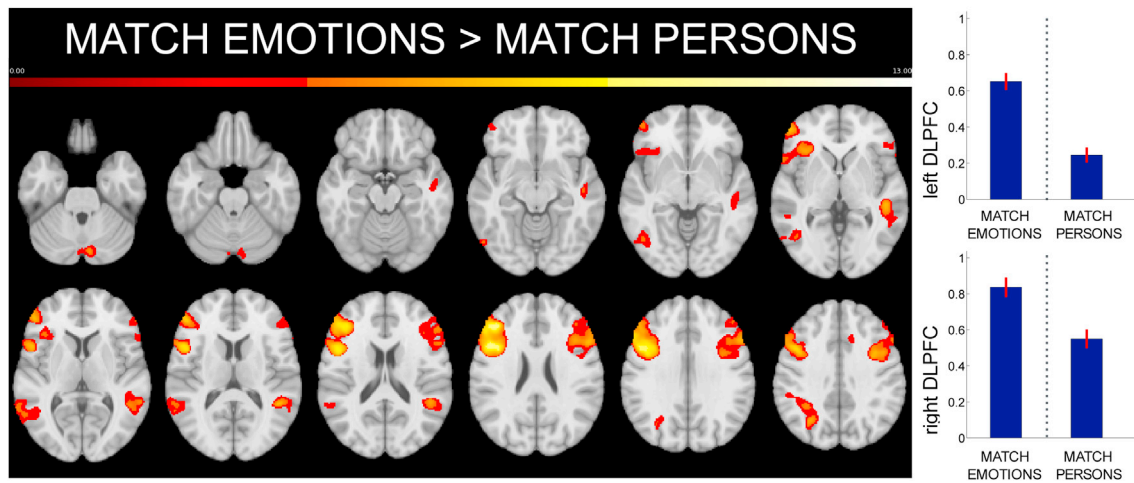 MATCH EMOTIONS > MATCH PERSONS
0.00
13.00
1
0.8
0.6
0.4
0.2
0
left DLPFC
MATCH EMOTIONS
MATCH PERSONS
1
0.8
0.6
0.4
0.2
0
right DLPFC
MATCH EMOTIONS
MATCH PERSONS